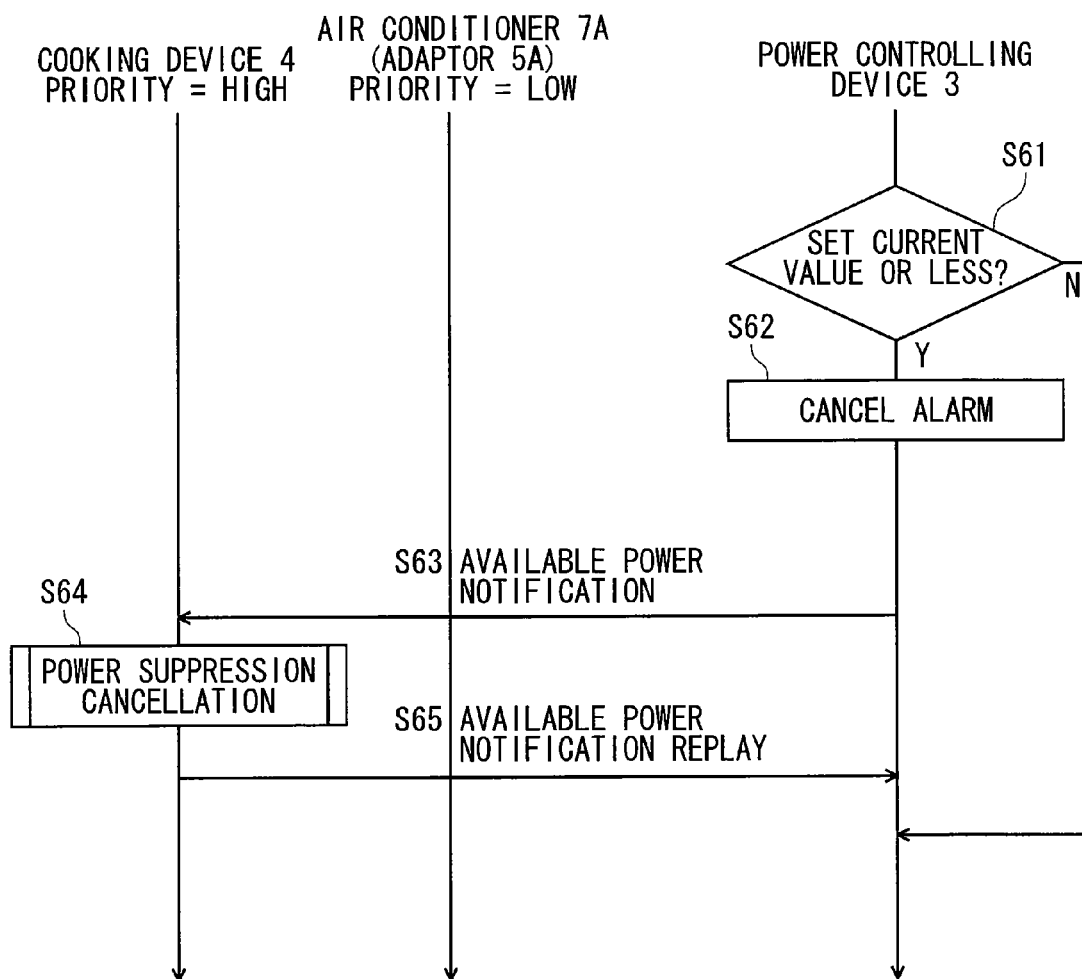 COOKING DEVICE 4
PRIORITY = HIGH
AIR CONDITIONER 7A
(ADAPTOR 5A)
PRIORITY = LOW
POWER CONTROLLING
DEVICE 3
S61
SET CURRENT
VALUE OR LESS?
N
Y
S62
CANCEL ALARM
S63 AVAILABLE POWER
NOTIFICATION
S64
POWER SUPPRESSION
CANCELLATION
S65 AVAILABLE POWER
NOTIFICATION REPLAY